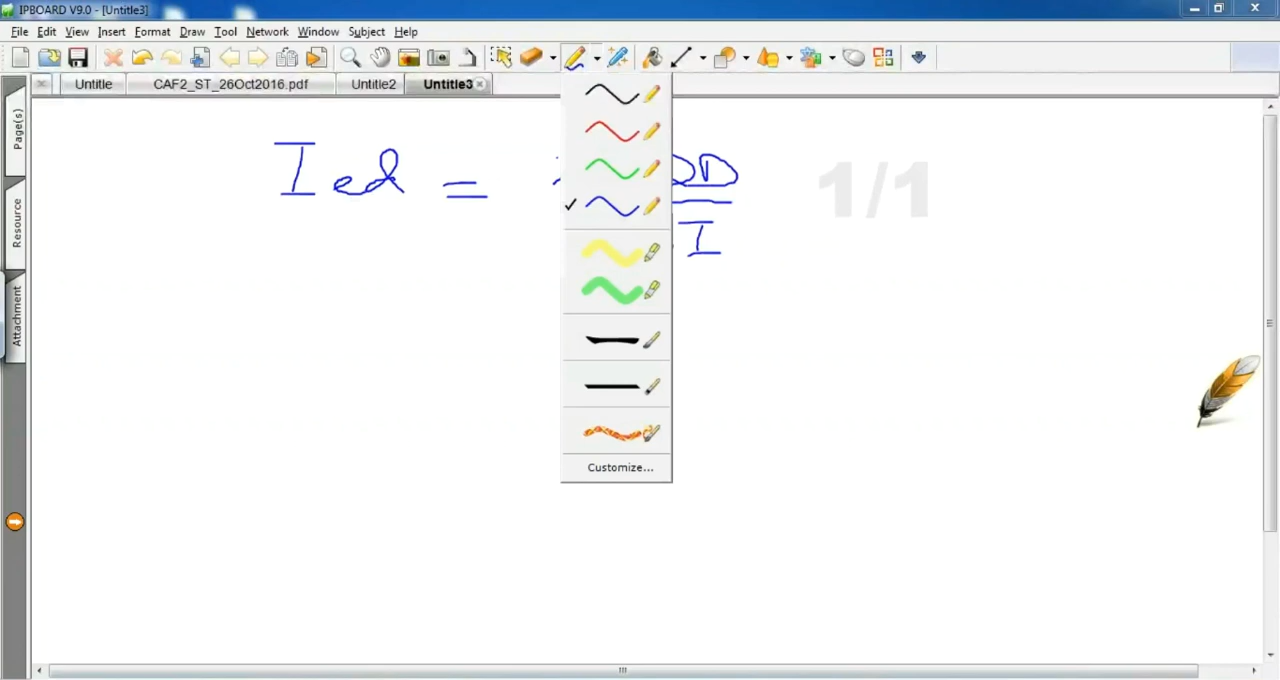 IPBOARD V9.0 - [Untitle3]
File Edit View Insert Format Draw Tool Network Window Subject Help
Untitle CAF2_ST_26Oct2016.pdf Untitle2 Untitle3
Page(s)
Resource
Attachment
Ied =
I
1/1
Customize...